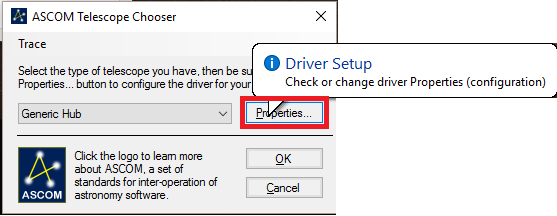 ASCOM Telescope Chooser
Trace
Select the type of telescope you have, then be su
Properties... button to configure the driver for your
Driver Setup
Check or change driver Properties (configuration)
Generic Hub
Properties...
Click the logo to learn more
about ASCOM, a set of
standards for inter-operation of
astronomy software.
ASCOM
OK
Cancel